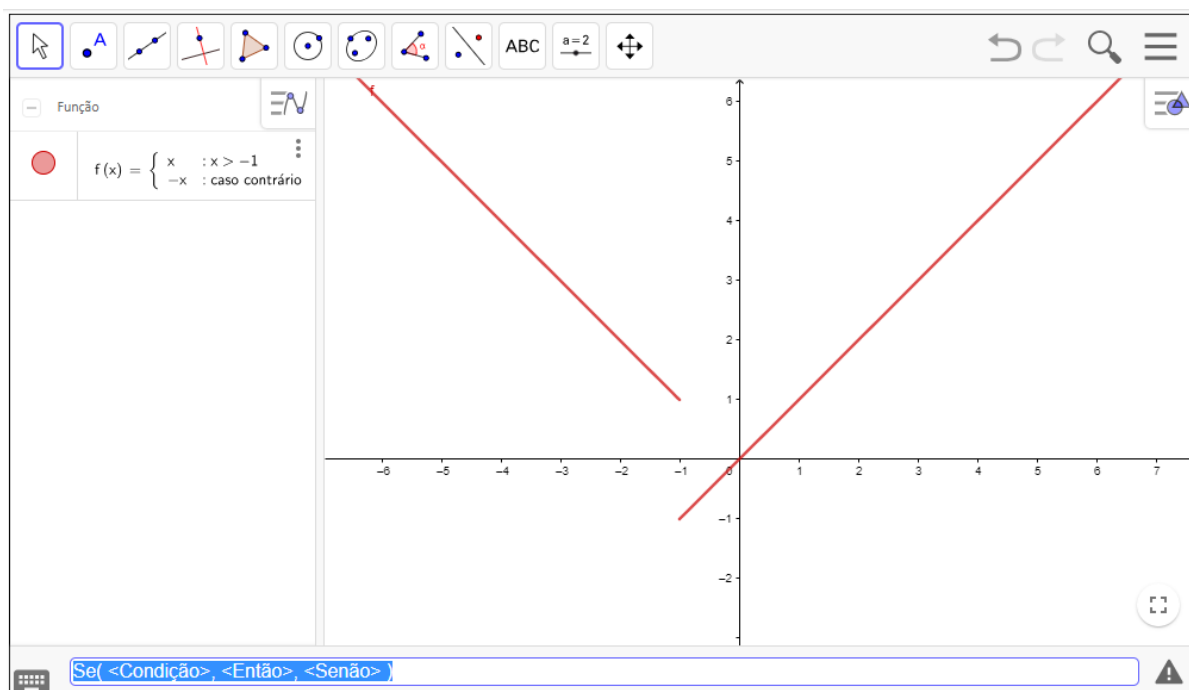 A
α
ABC
a=2
Função
f(x) = { x : x > −1
−x : caso contrário
f
6
5
4
3
2
1
−6 −5 −4 −3 −2 −1 0 1 2 3 4 5 6 7
−1
−2
Se( <Condição>, <Então>, <Senão> )